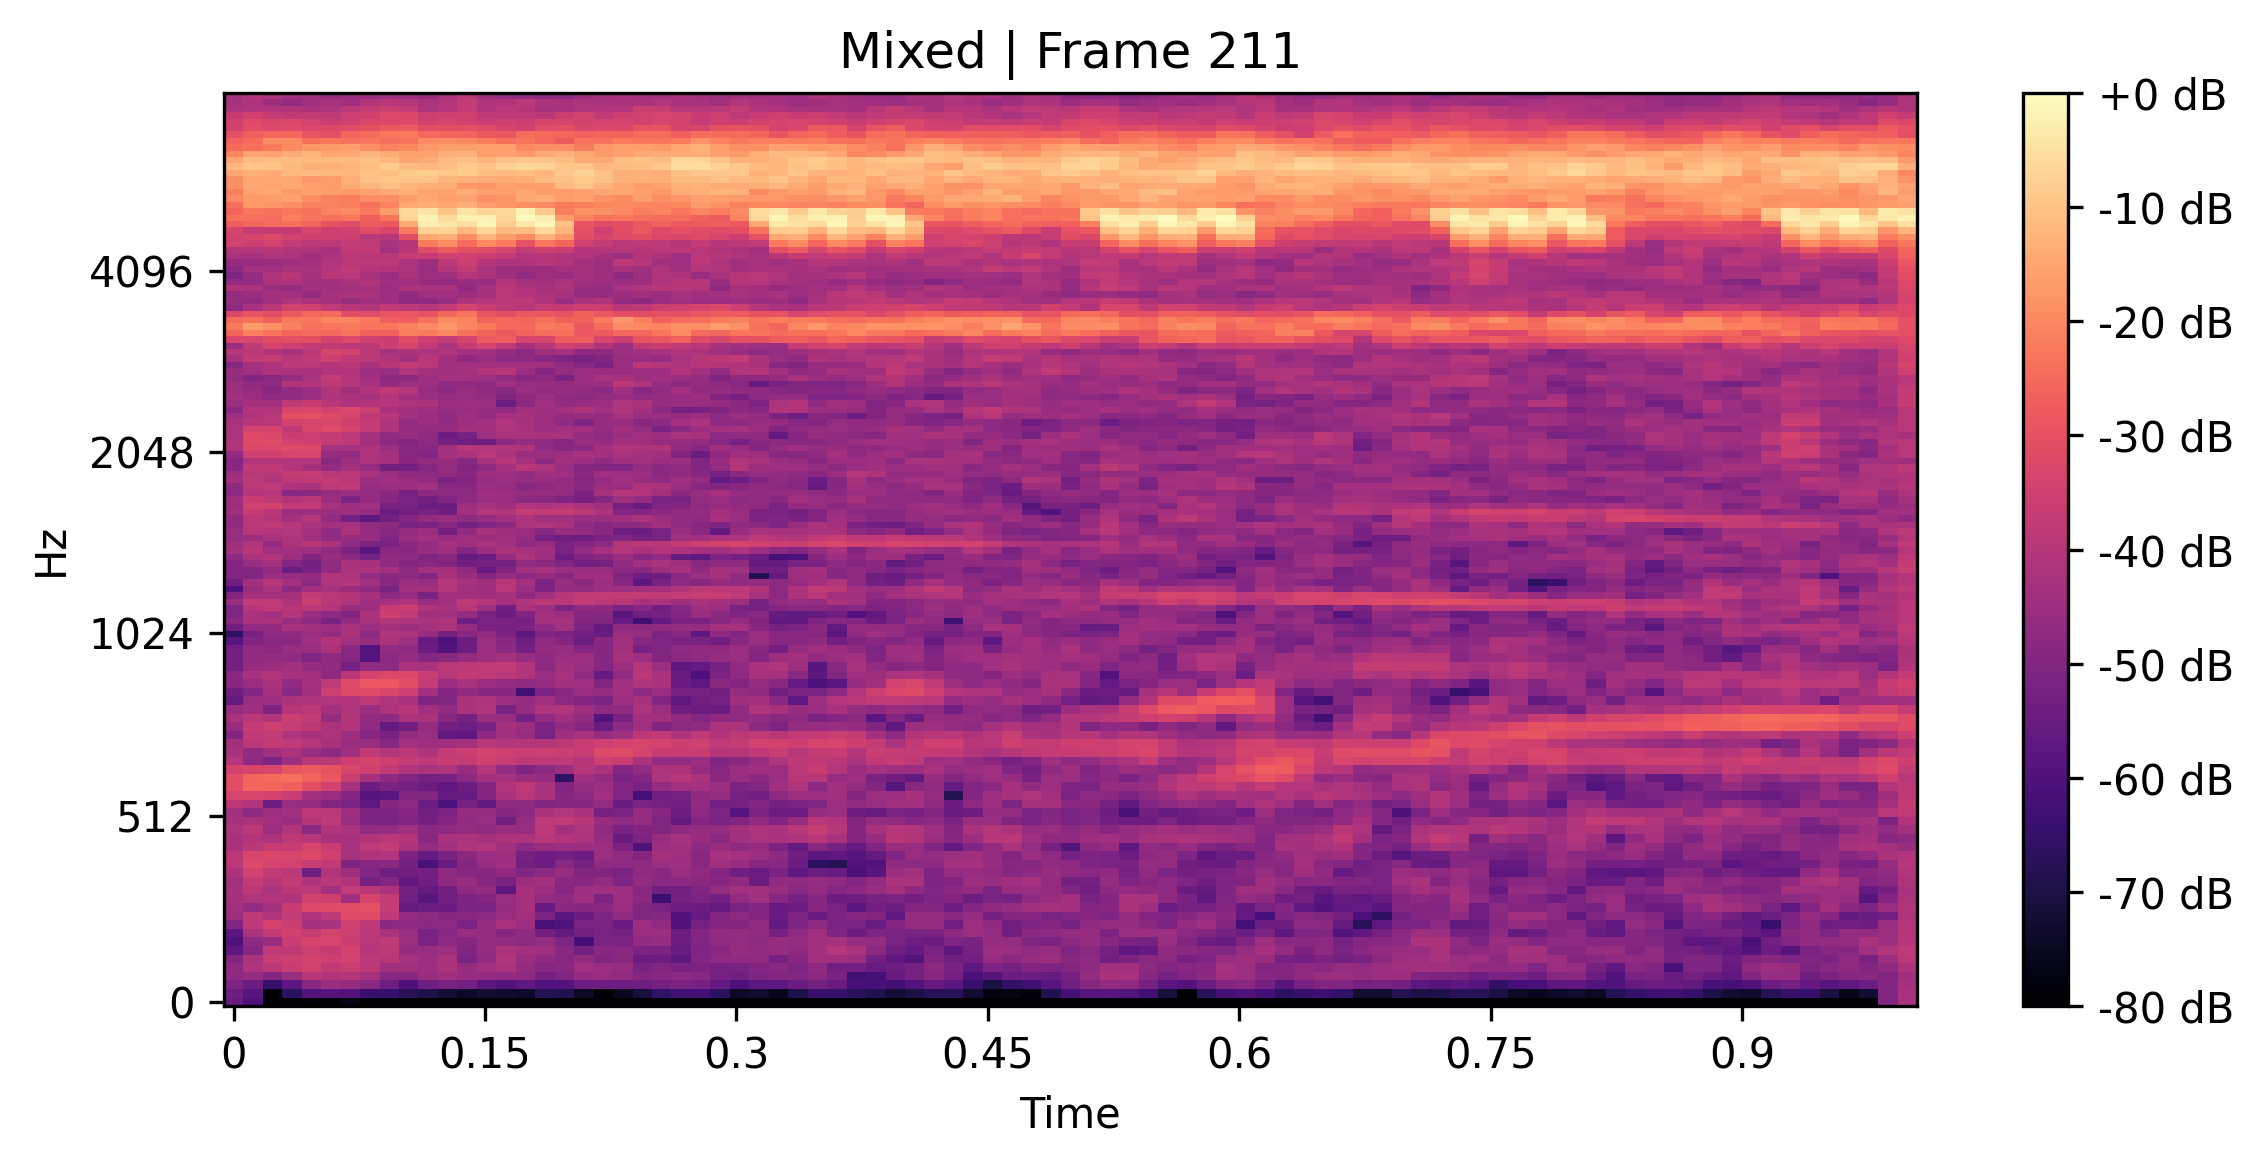 Mixed | Frame 211
+0 dB
-10 dB
-20 dB
-30 dB
-40 dB
-50 dB
-60 dB
-70 dB
-80 dB
Hz
4096
2048
1024
512
0
0 0.15 0.3 0.45 0.6 0.75 0.9
Time